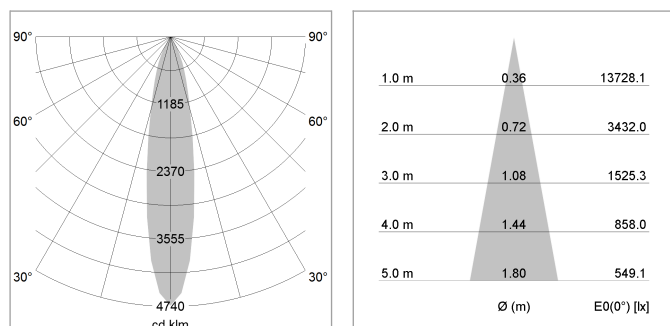 90° 90°
1185
60° 60°
2370
3555
30° 30°
4740
cd klm
1.0 m 0.36 13728.1
2.0 m 0.72 3432.0
3.0 m 1.08 1525.3
4.0 m 1.44 858.0
5.0 m 1.80 549.1
Ø (m) E0(0°) [lx]